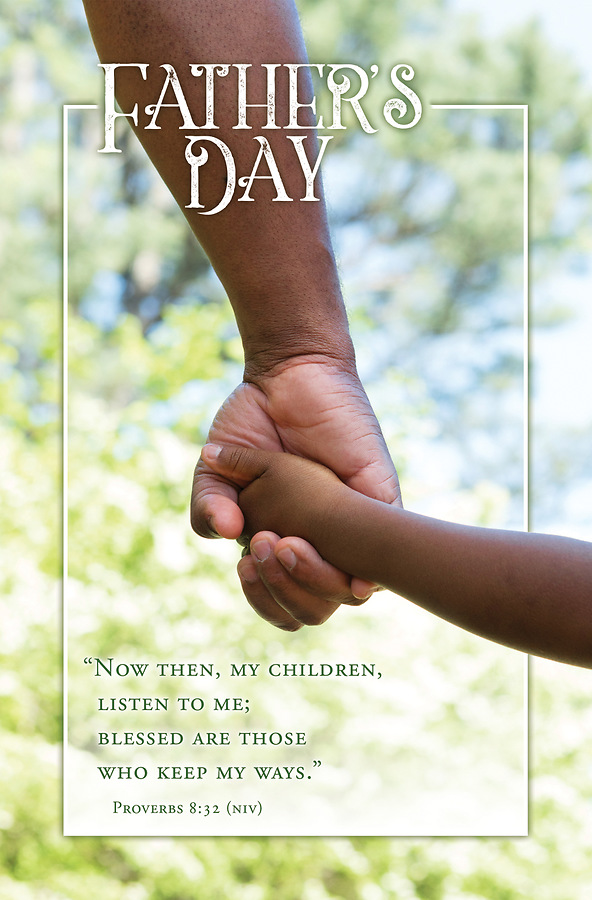 Father's
Day
“Now then, my children,
listen to me;
blessed are those
who keep my ways.”
Proverbs 8:32 (NIV)